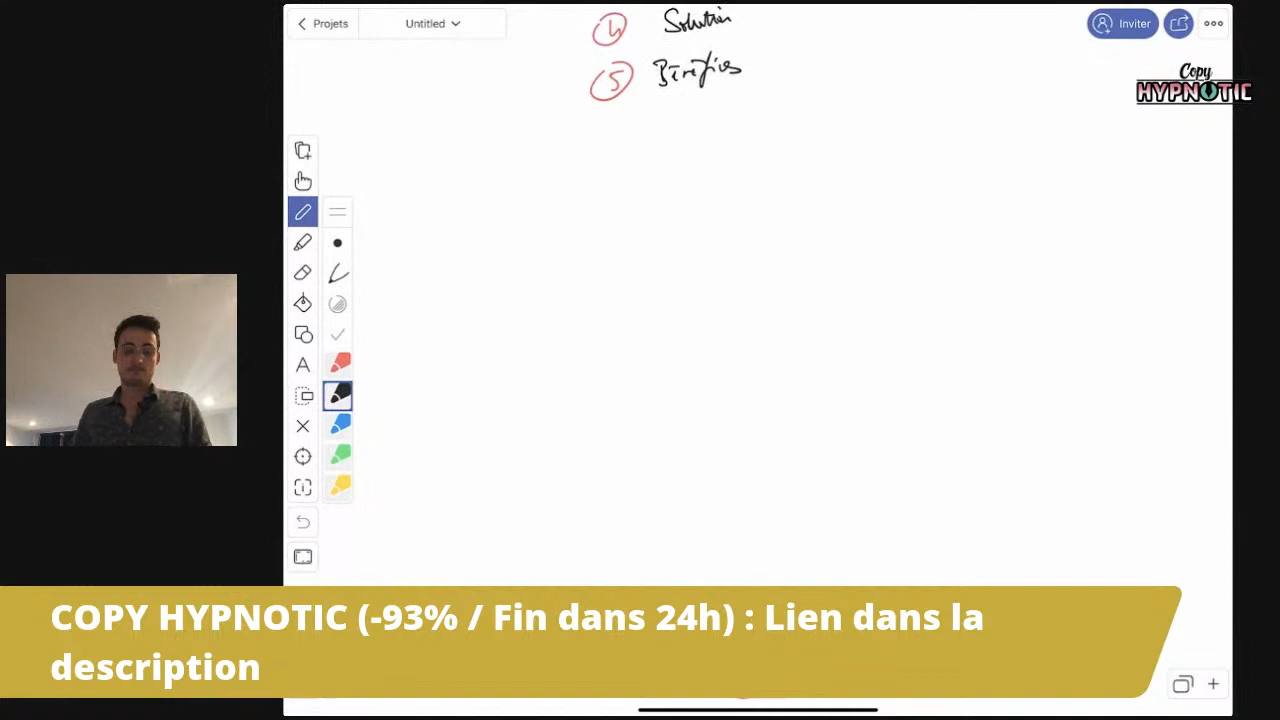 Projets
Untitled
Inviter
4 Solution
5 Bénéfices
Copy
HYPNOTIC
A
COPY HYPNOTIC (-93% / Fin dans 24h) : Lien dans la
description